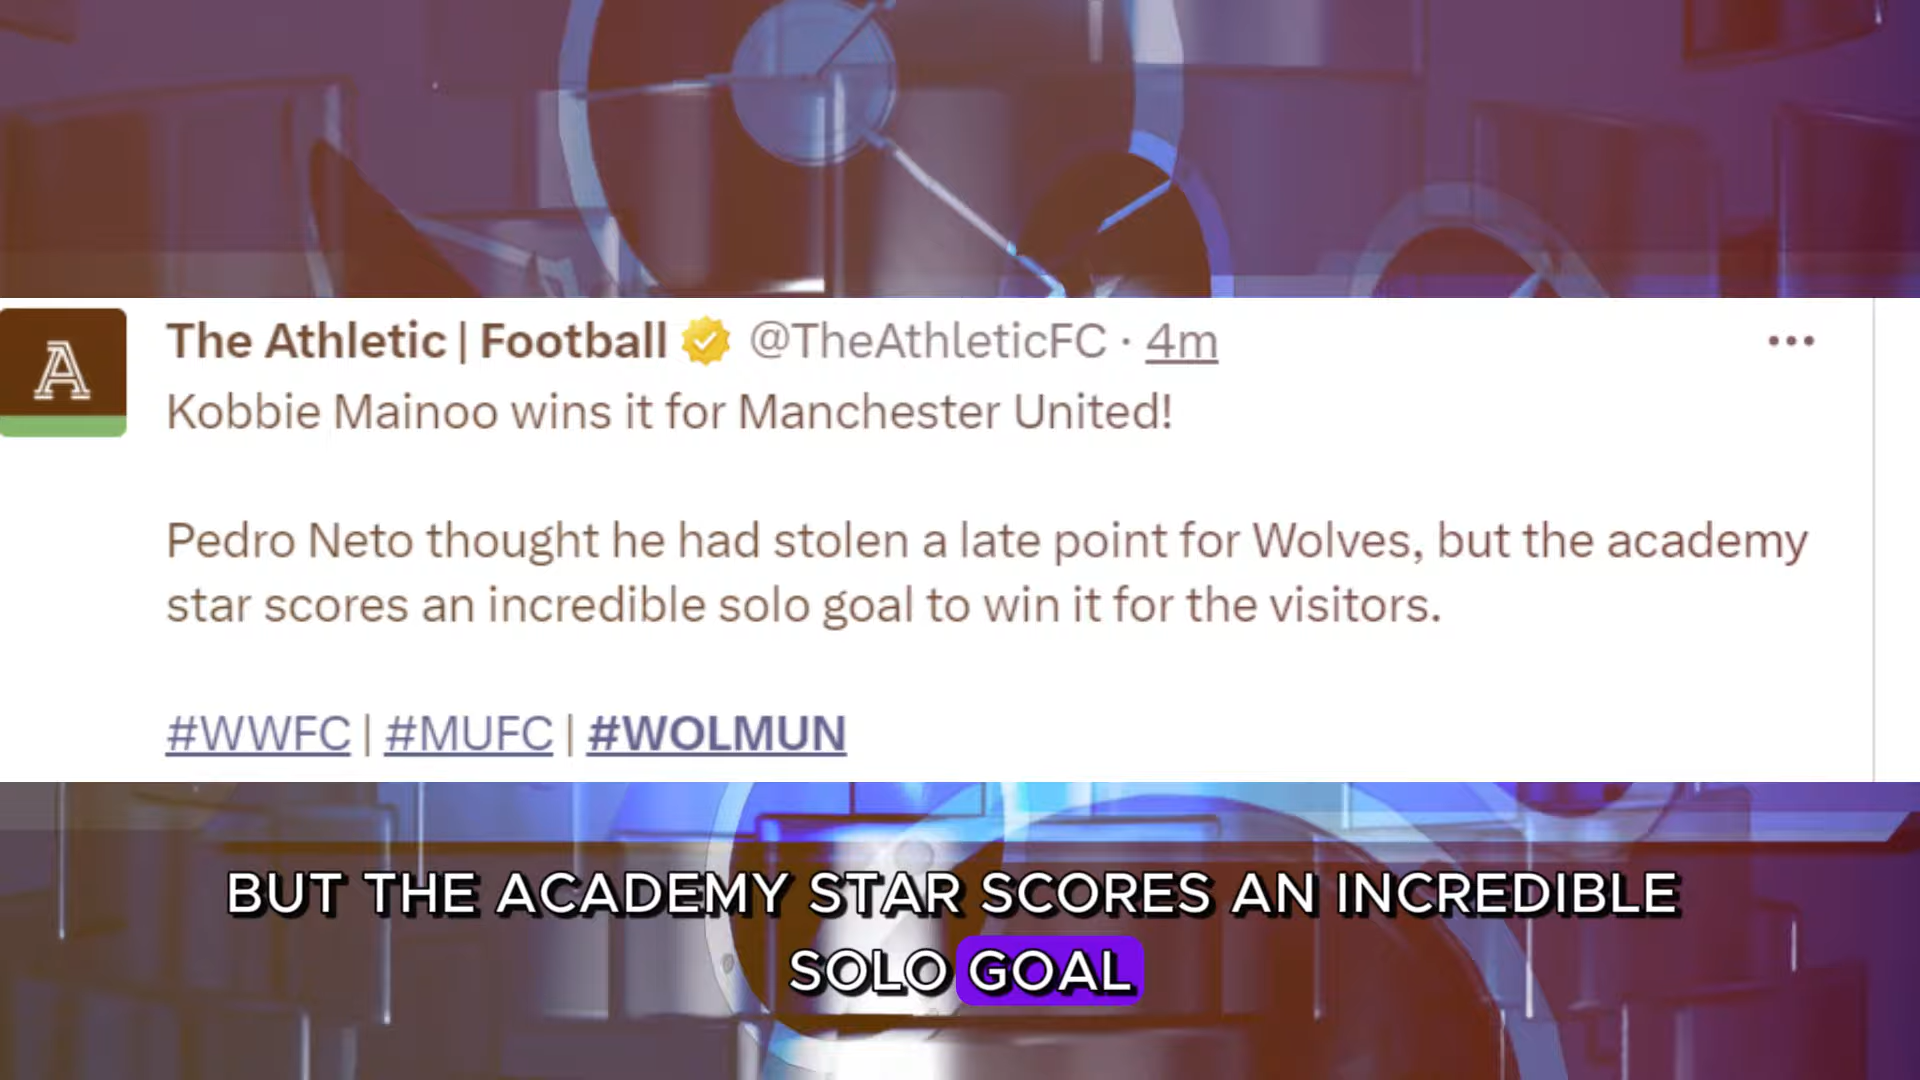 A
The Athletic | Football @TheAthleticFC · 4m
Kobbie Mainoo wins it for Manchester United!
Pedro Neto thought he had stolen a late point for Wolves, but the academy
star scores an incredible solo goal to win it for the visitors.
#WWFC | #MUFC | #WOLMUN
BUT THE ACADEMY STAR SCORES AN INCREDIBLE
SOLO GOAL